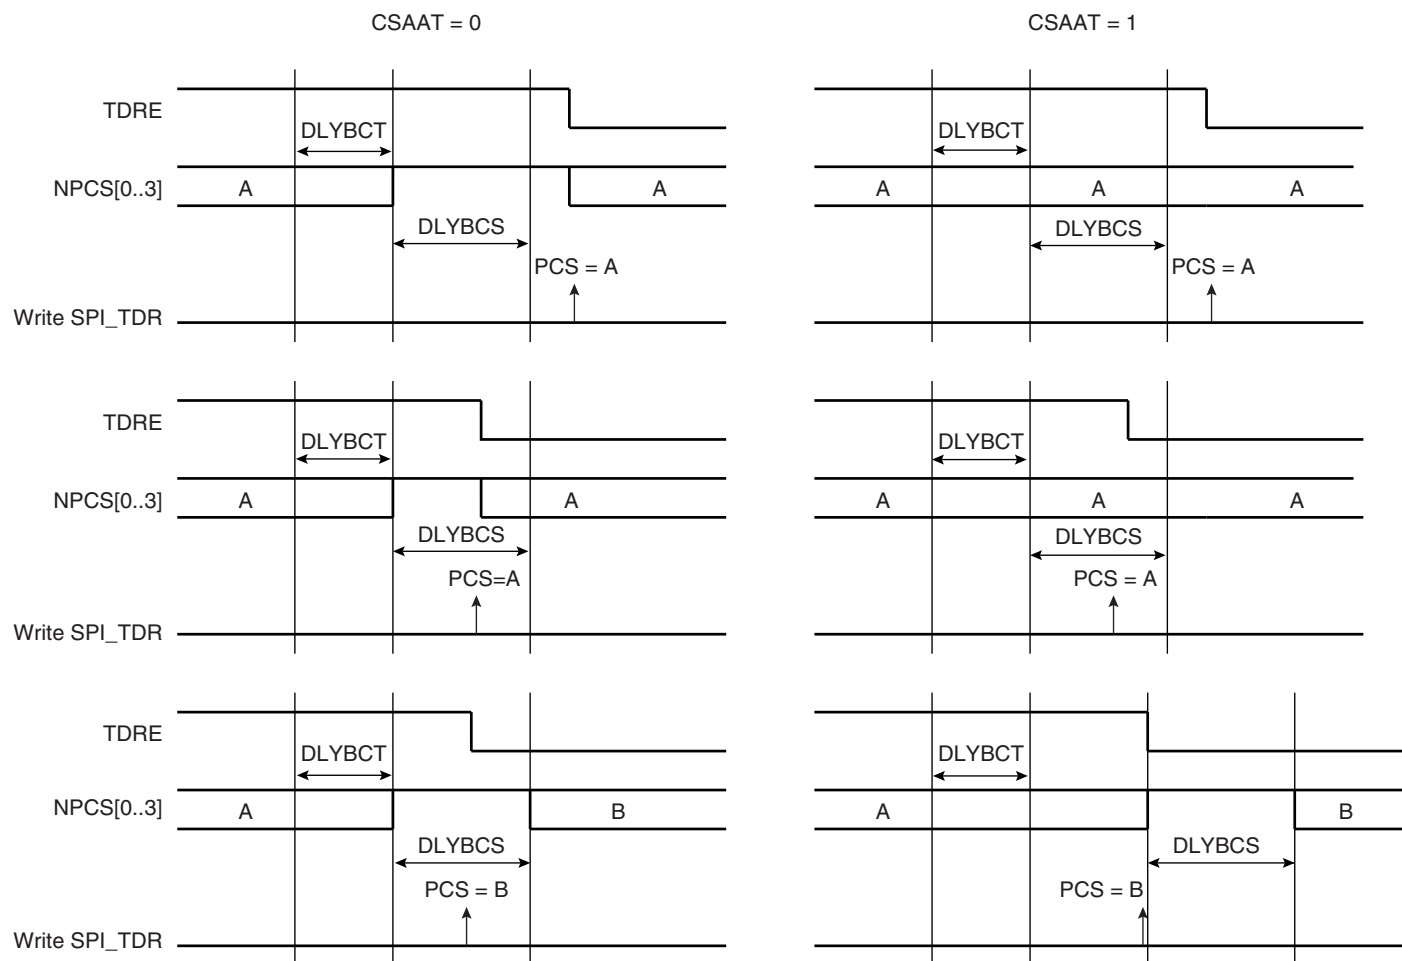 CSAAT = 0
CSAAT = 1
TDRE
DLYBCT
DLYBCT
NPCS[0..3]
A
A
A
A
A
DLYBCS
DLYBCS
PCS = A
PCS = A
Write SPI_TDR
TDRE
DLYBCT
DLYBCT
NPCS[0..3]
A
A
A
A
A
DLYBCS
DLYBCS
PCS=A
PCS = A
Write SPI_TDR
TDRE
DLYBCT
DLYBCT
NPCS[0..3]
A
B
A
B
DLYBCS
DLYBCS
PCS = B
PCS = B
Write SPI_TDR